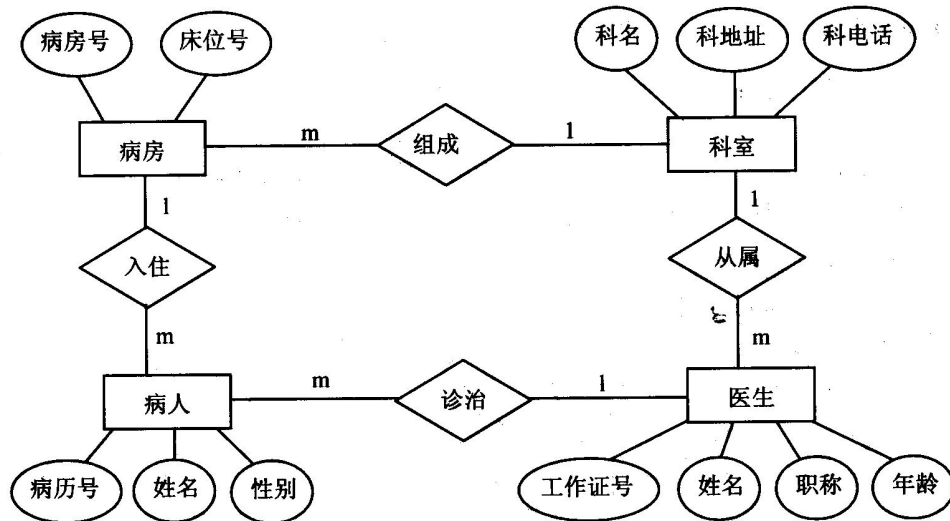 病房号 床位号 科名 科地址 科电话
病房 m 组成 1 科室
1 1
入住 从属
m m
病人 m 诊治 1 医生
病历号 姓名 性别 工作证号 姓名 职称 年龄